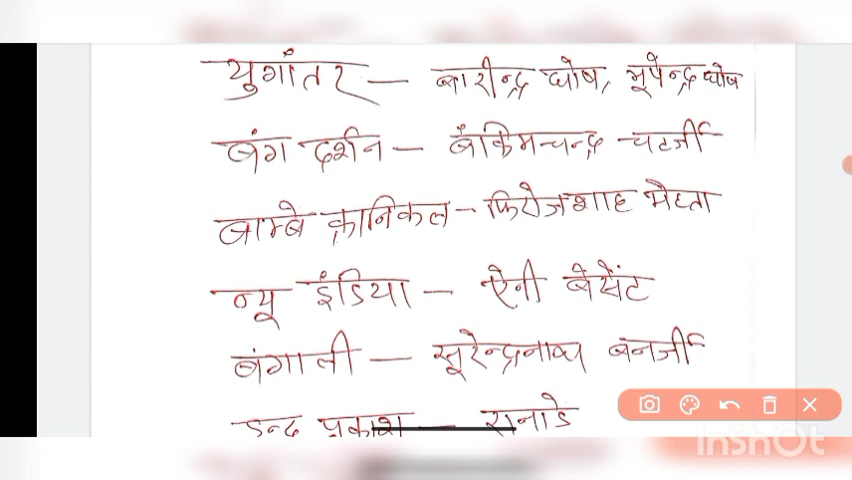 युगांतर — बारीन्द्र घोष, भूपेन्द्र घोष
बंग दर्शन — बंकिमचन्द्र चटर्जी
बाम्बे क्रानिकल - फिरोजशाह मेहता
न्यू इंडिया — ऐनी बेसेंट
बंगाली — सूरेन्द्रनाथ बनर्जी
इन्दु प्रकाश — रानाडे
InShOt